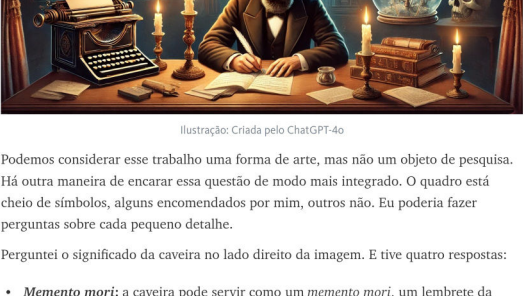 Ilustração: Criada pelo ChatGPT-4o
Podemos considerar esse trabalho uma forma de arte, mas não um objeto de pesquisa.
Há outra maneira de encarar essa questão de modo mais integrado. O quadro está
cheio de símbolos, alguns encomendados por mim, outros não. Eu poderia fazer
perguntas sobre cada pequeno detalhe.
Perguntei o significado da caveira no lado direito da imagem. E tive quatro respostas:
• Memento mori: a caveira pode servir como um memento mori, um lembrete da